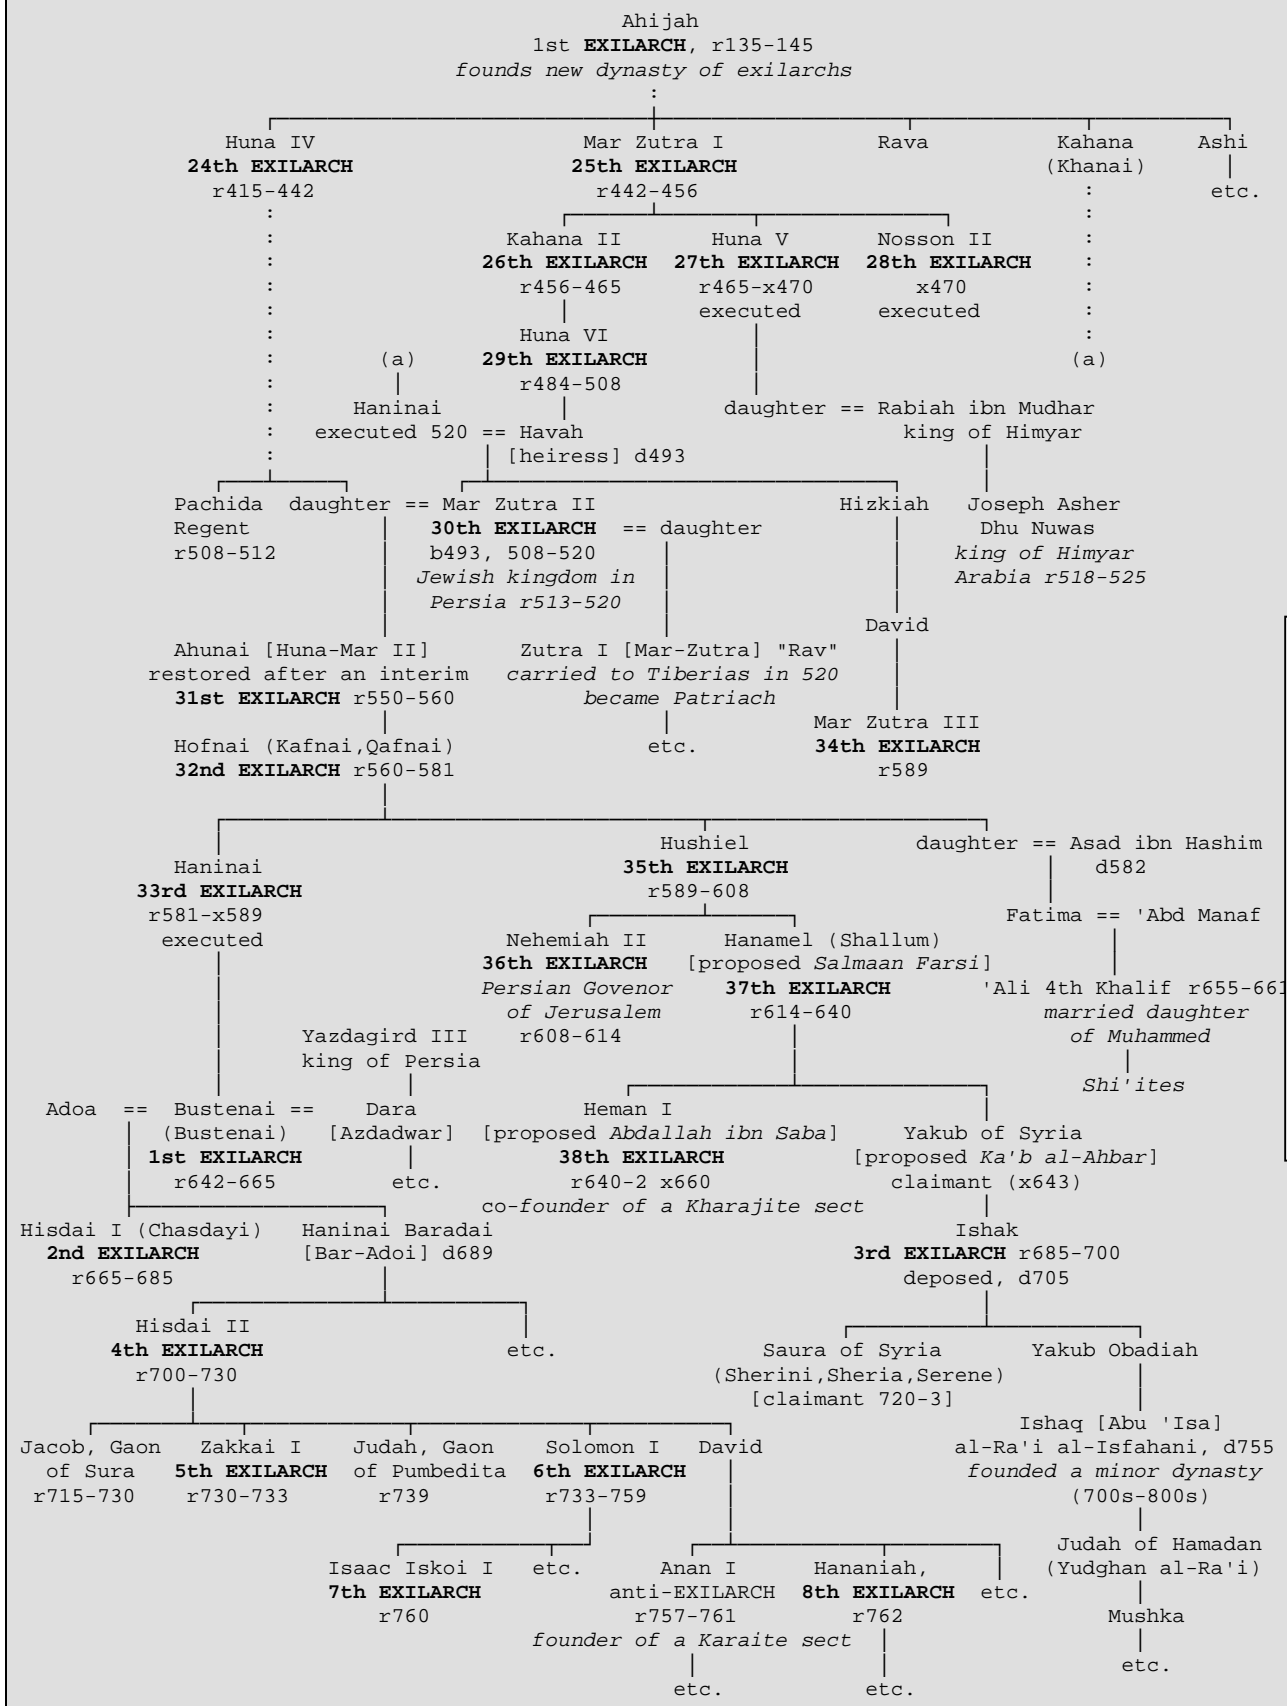 Ahijah
1st EXILARCH, r135-145
founds new dynasty of exilarchs
:
Huna IV Mar Zutra I Rava Kahana Ashi
24th EXILARCH 25th EXILARCH (Khanai)
r415-442 r442-456 : etc.
: :
: Kahana II Huna V Nosson II :
: 26th EXILARCH 27th EXILARCH 28th EXILARCH :
: r456-465 r465-x470 x470 :
: executed executed :
: Huna VI :
: (a) 29th EXILARCH (a)
: r484-508
: Haninai daughter == Rabiah ibn Mudhar
: executed 520 == Havah king of Himyar
: [heiress] d493
Pachida daughter == Mar Zutra II Hizkiah Joseph Asher
Regent 30th EXILARCH == daughter Dhu Nuwas
r508-512 b493, 508-520 king of Himyar
Jewish kingdom in Arabia r518-525
Persia r513-520
David
Ahunai [Huna-Mar II] Zutra I [Mar-Zutra] "Rav"
restored after an interim carried to Tiberias in 520
31st EXILARCH r550-560 became Patriach
Mar Zutra III
Hofnai (Kafnai,Qafnai) etc. 34th EXILARCH
32nd EXILARCH r560-581 r589
Hushiel daughter == Asad ibn Hashim
Haninai 35th EXILARCH d582
33rd EXILARCH r589-608
r581-x589 Fatima == 'Abd Manaf
executed Nehemiah II Hanamel (Shallum)
36th EXILARCH [proposed Salmaan Farsi]
Persian Govenor 37th EXILARCH 'Ali 4th Khalif r655-661
of Jerusalem r614-640 married daughter
Yazdagird III r608-614 of Muhammed
king of Persia
Shi'ites
Adoa == Bustenai == Dara Heman I
(Bustenai) [Azdadwar] [proposed Abdallah ibn Saba] Yakub of Syria
1st EXILARCH 38th EXILARCH [proposed Ka'b al-Ahbar]
r642-665 etc. r640-2 x660 claimant (x643)
co-founder of a Kharajite sect
Hisdai I (Chasdayi) Haninai Baradai Ishak
2nd EXILARCH [Bar-Adoi] d689 3rd EXILARCH r685-700
r665-685 deposed, d705
Hisdai II
4th EXILARCH etc. Saura of Syria Yakub Obadiah
r700-730 (Sherini,Sheria,Serene)
[claimant 720-3]
Ishaq [Abu 'Isa]
Jacob, Gaon Zakkai I Judah, Gaon Solomon I David al-Ra'i al-Isfahani, d755
of Sura 5th EXILARCH of Pumbedita 6th EXILARCH founded a minor dynasty
r715-730 r730-733 r739 r733-759 (700s-800s)
Judah of Hamadan
Isaac Iskoi I etc. Anan I Hananiah, (Yudghan al-Ra'i)
7th EXILARCH anti-EXILARCH 8th EXILARCH etc.
r760 r757-761 r762 Mushka
founder of a Karaite sect
etc.
etc. etc.